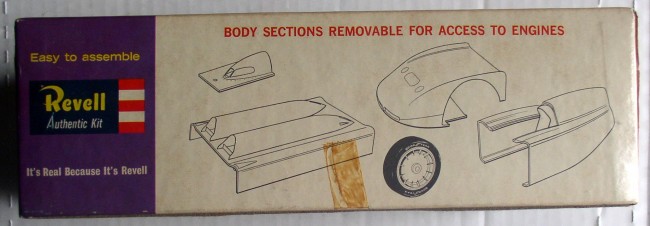 BODY SECTIONS REMOVABLE FOR ACCESS TO ENGINES
Easy to assemble
Revell
Authentic Kit
It's Real Because It's Revell